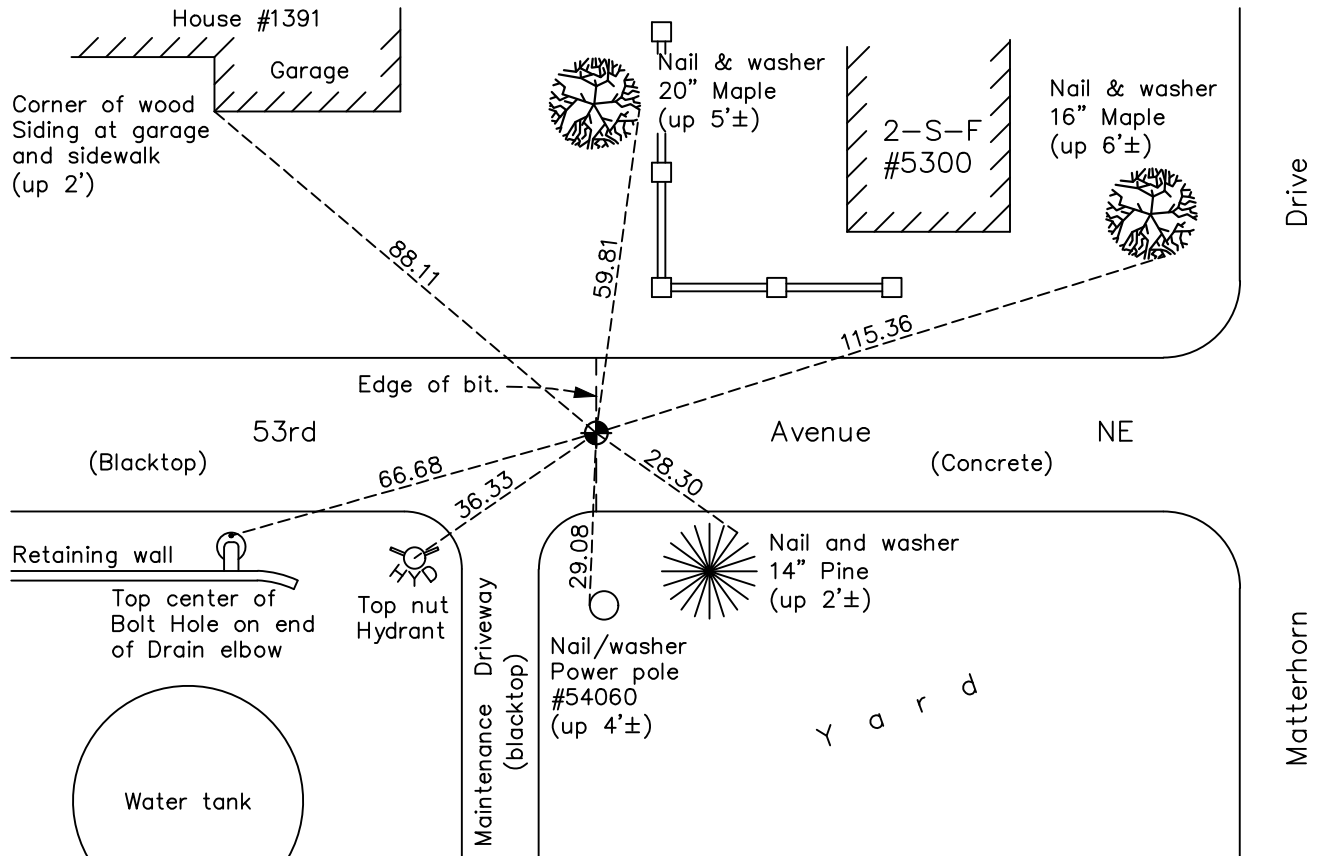 House #1391
Garage
Corner of wood
Siding at garage
and sidewalk
(up 2')
Nail & washer
20" Maple
(up 5'±)
2-S-F
#5300
Nail & washer
16" Maple
(up 6'±)
Drive
88.11
59.81
115.36
Edge of bit.
53rd
Avenue
NE
(Blacktop)
(Concrete)
66.68
36.33
28.30
29.08
Retaining wall
Top center of
Bolt Hole on end
of Drain elbow
HYD
Top nut
Hydrant
Nail and washer
14" Pine
(up 2'±)
Nail/washer
Power pole
#54060
(up 4'±)
Maintenance Driveway
(blacktop)
Yard
Matterhorn
Water tank